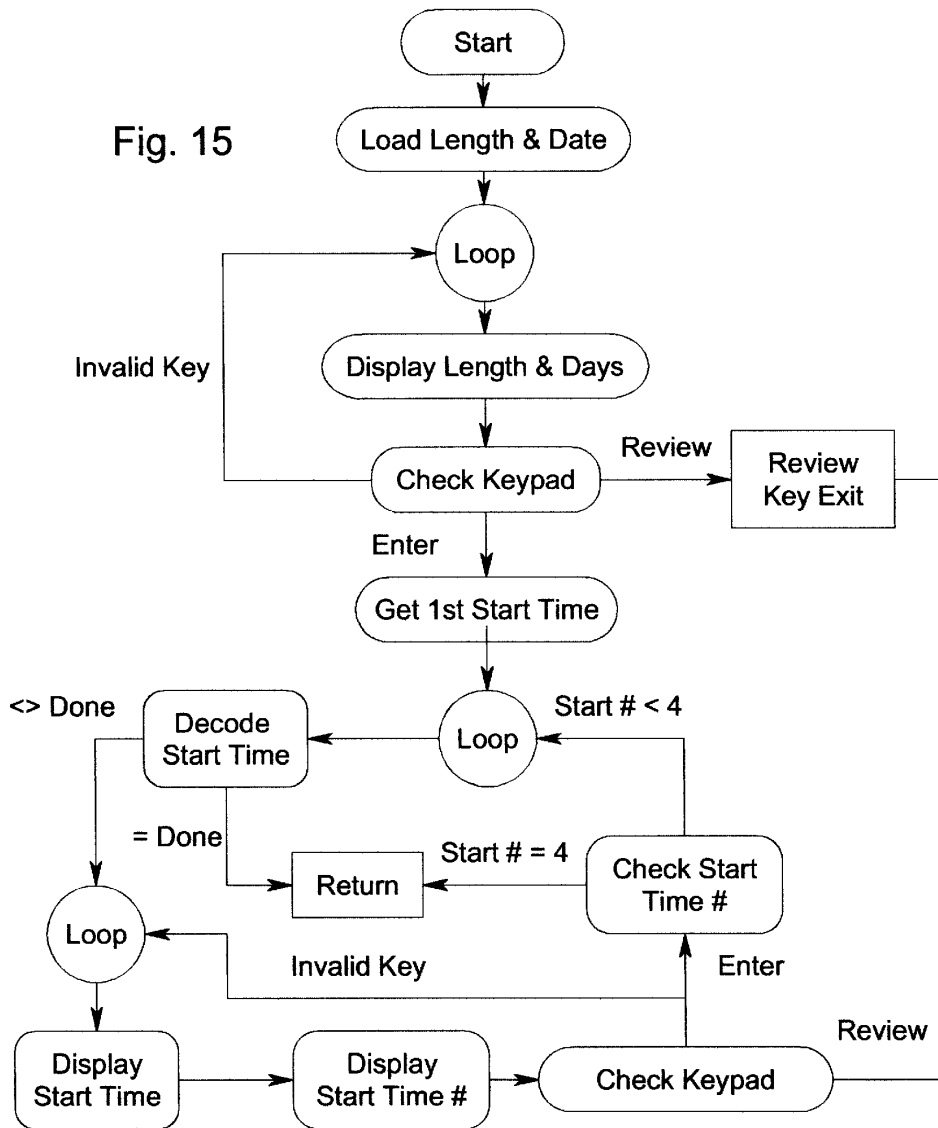 Start
Fig. 15
Load Length & Date
Loop
Invalid Key
Display Length & Days
Review
Check Keypad
Review
Key Exit
Enter
Get 1st Start Time
<> Done
Decode
Start Time
Loop
Start # < 4
= Done
Return
Start # = 4
Check Start
Time #
Loop
Invalid Key
Enter
Display
Start Time
Display
Start Time #
Check Keypad
Review